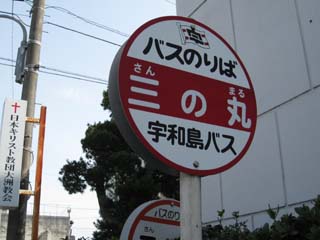 バスのりば
さん まる
三の丸
宇和島バス
日本キリスト教団大洲教会
バスのり